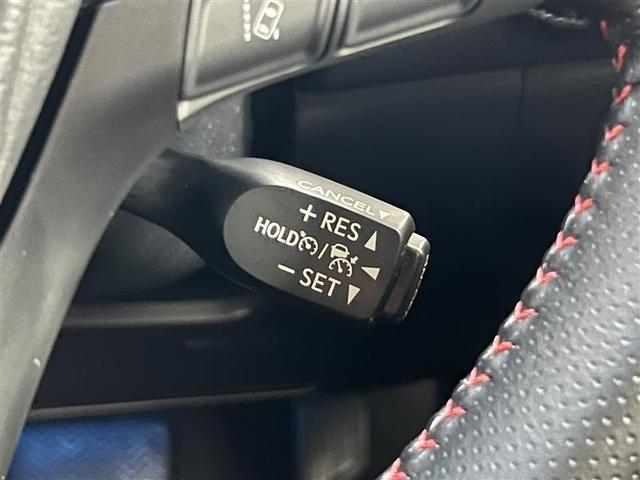 CANCEL▼
+RES▲
HOLD / ◀
−SET▼